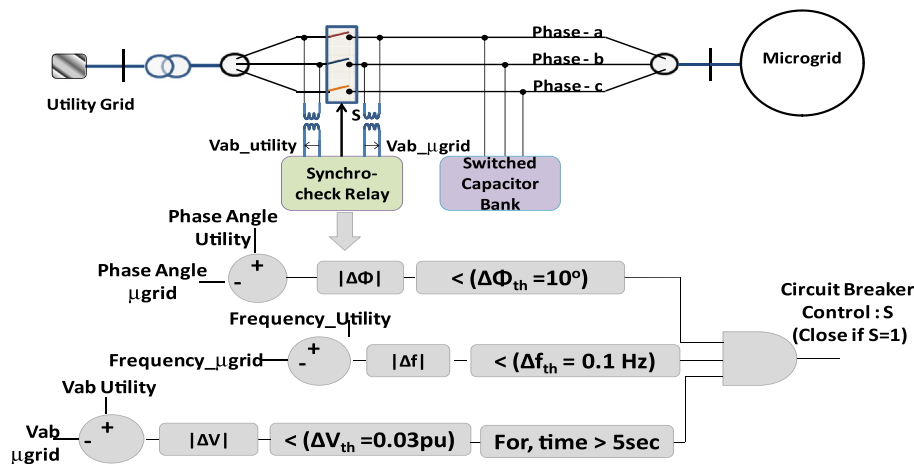 Utility Grid
Phase - a
Phase - b
Phase - c
Microgrid
S
Vab_utility
Vab_μgrid
Synchro-
check Relay
Switched
Capacitor
Bank
Phase Angle
Utility
+
-
Phase Angle
μgrid
|ΔΦ|
< (ΔΦth =10º)
Frequency_Utility
+
-
Frequency_μgrid
|Δf|
< (Δfth = 0.1 Hz)
Vab Utility
+
-
Vab_
μgrid
|ΔV|
< (ΔVth =0.03pu)
For, time > 5sec
Circuit Breaker
Control : S
(Close if S=1)